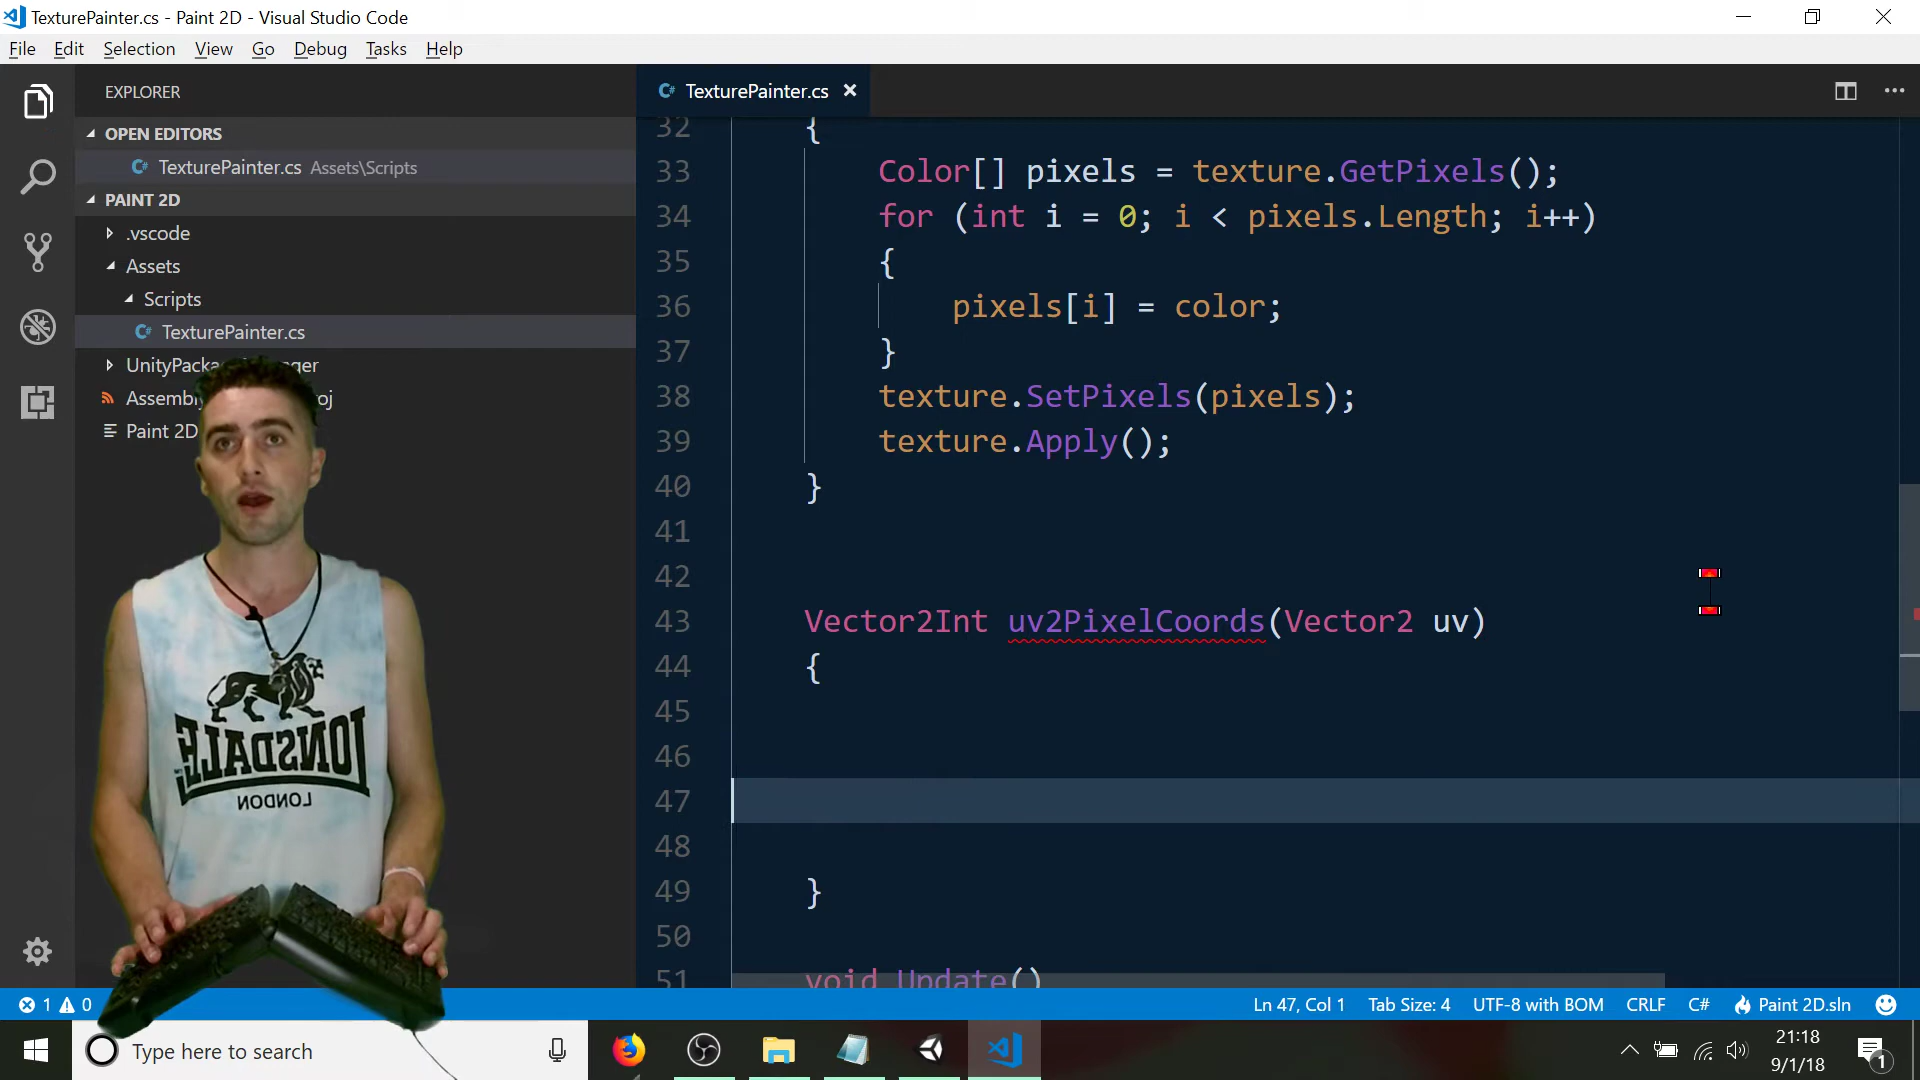 TexturePainter.cs - Paint 2D - Visual Studio Code
File Edit Selection View Go Debug Tasks Help
EXPLORER
OPEN EDITORS
TexturePainter.cs Assets\Scripts
PAINT 2D
.vscode
Assets
Scripts
TexturePainter.cs
Paint 2D
TexturePainter.cs
32 {
33 Color[] pixels = texture.GetPixels();
34 for (int i = 0; i < pixels.Length; i++)
35 {
36 pixels[i] = color;
37 }
38 texture.SetPixels(pixels);
39 texture.Apply();
40 }
41
42
43 Vector2Int uv2PixelCoords(Vector2 uv)
44 {
45
46
47
48
49 }
50
51 void Update()
LONSDALE
LONDON
1 0
Ln 47, Col 1 Tab Size: 4 UTF-8 with BOM CRLF C# Paint 2D.sln
Type here to search
21:18
9/1/18
1